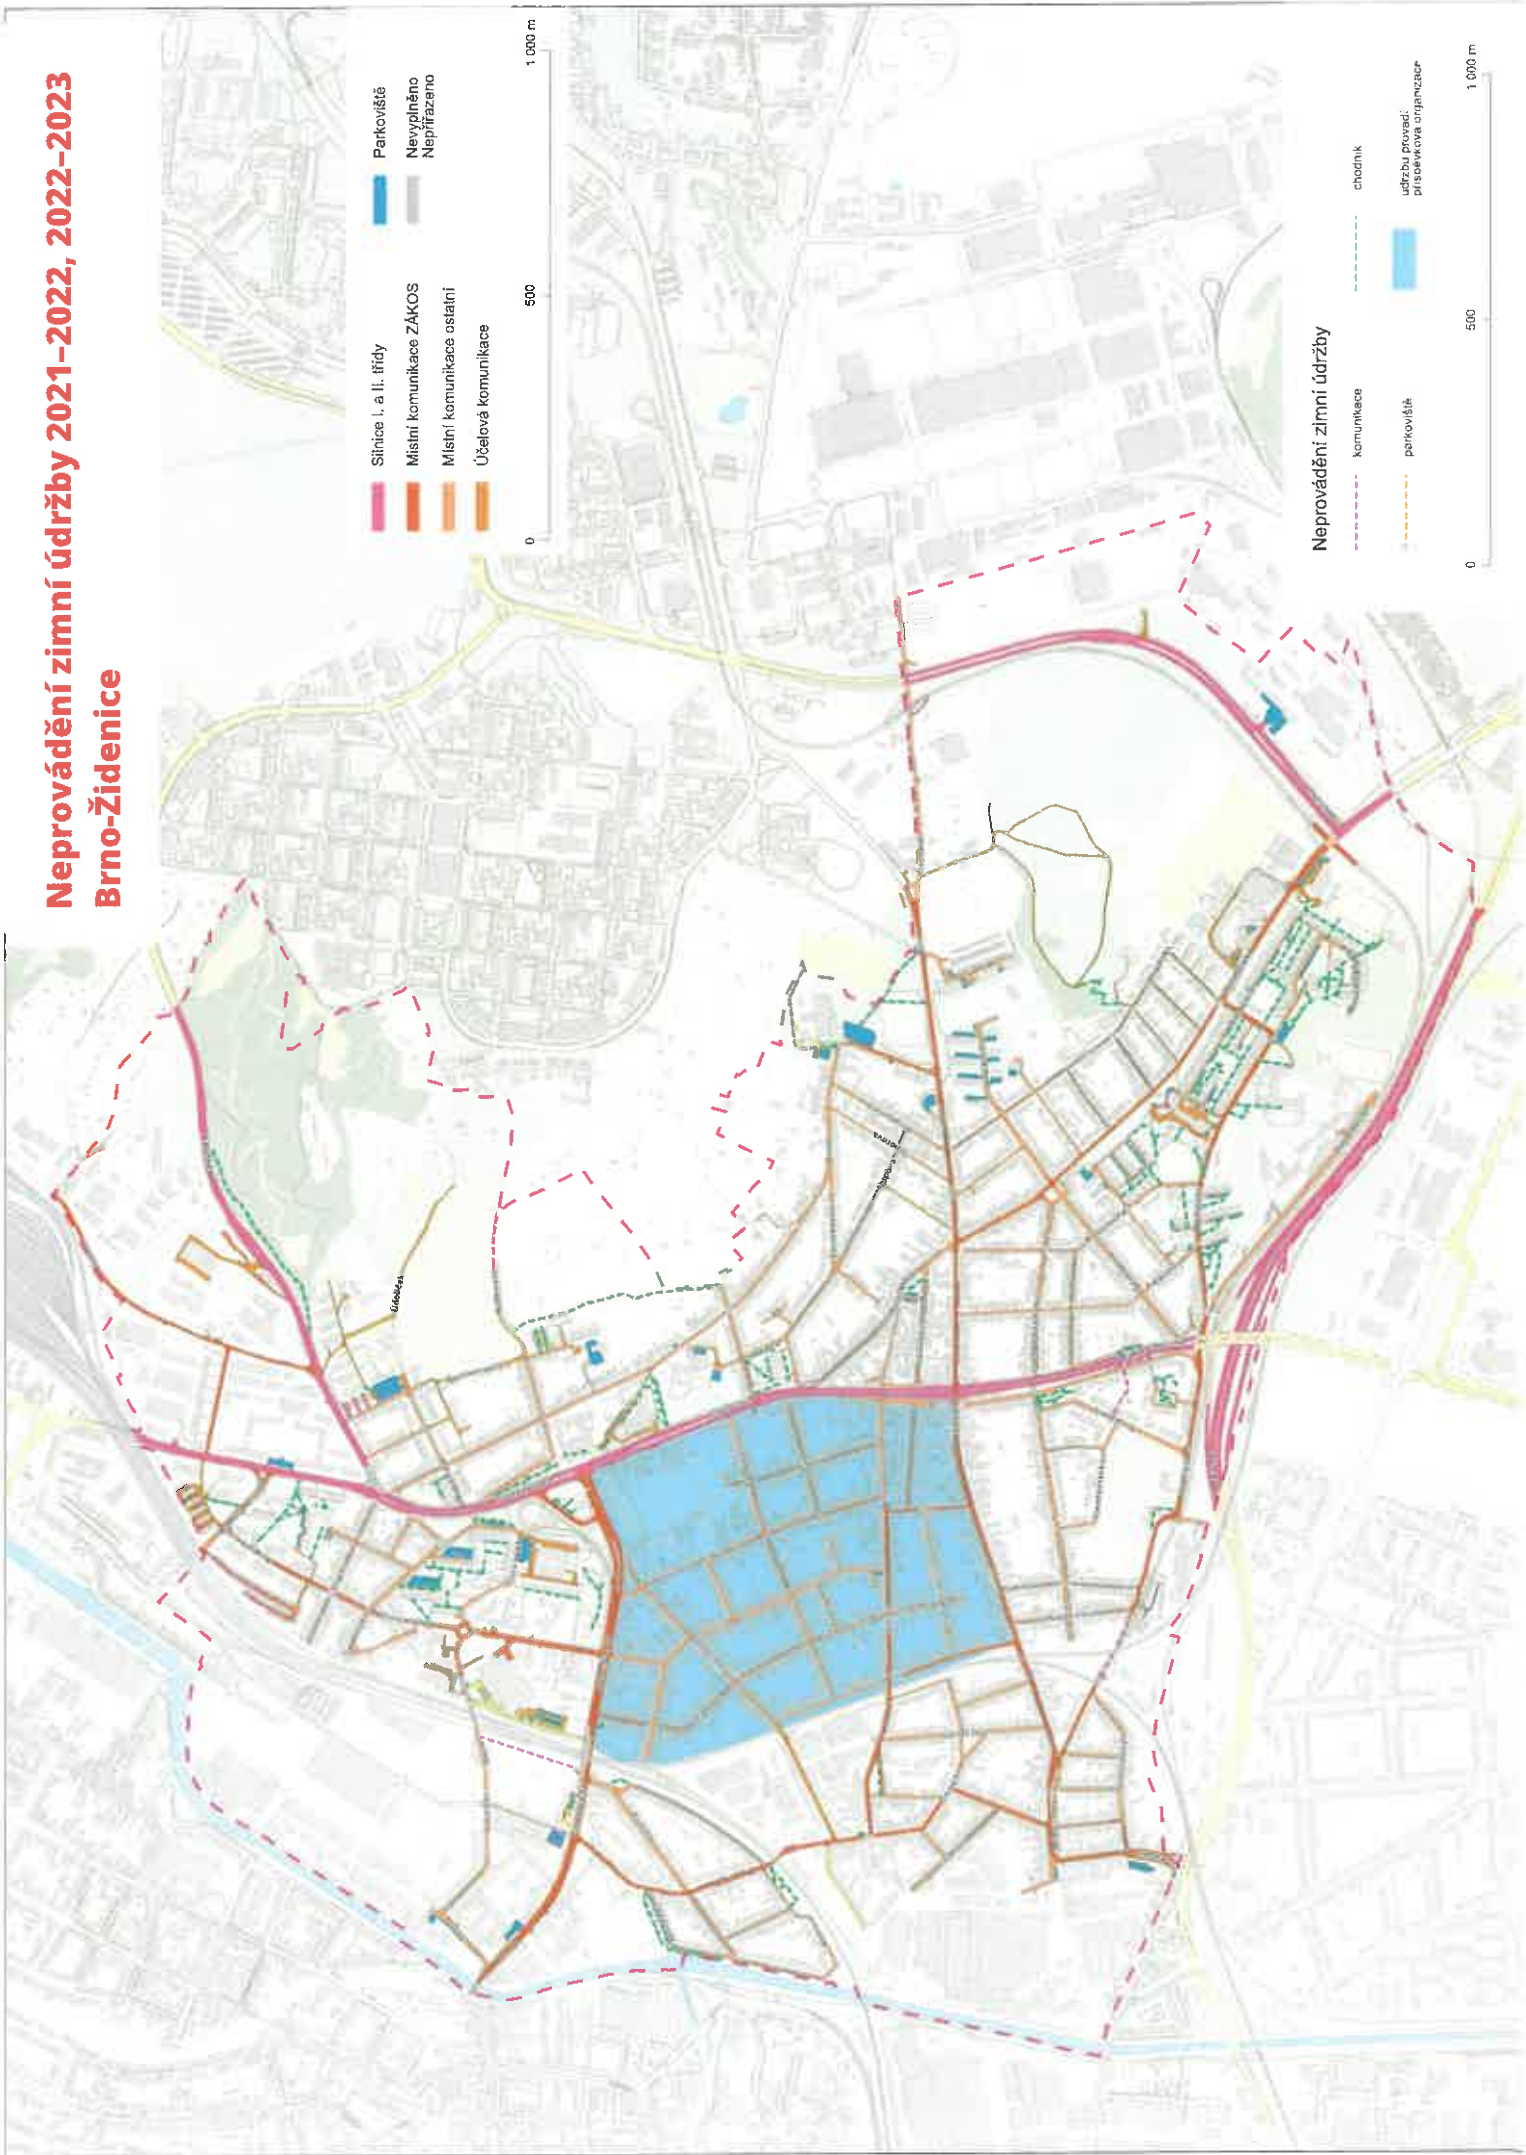 Neprovádění zimní údržby 2021–2022, 2022–2023
Brno-Židenice
Silnice I. a II. třídy
Místní komunikace ZÁKOS
Místní komunikace ostatní
Účelová komunikace
Parkoviště
Nevyplněno
Nepřiřazeno
0 500 1 000 m
Údolíček
Neprovádění zimní údržby
komunikace
parkoviště
chodník
údržbu provádí
příspěvková organizace
0 500 1 000 m